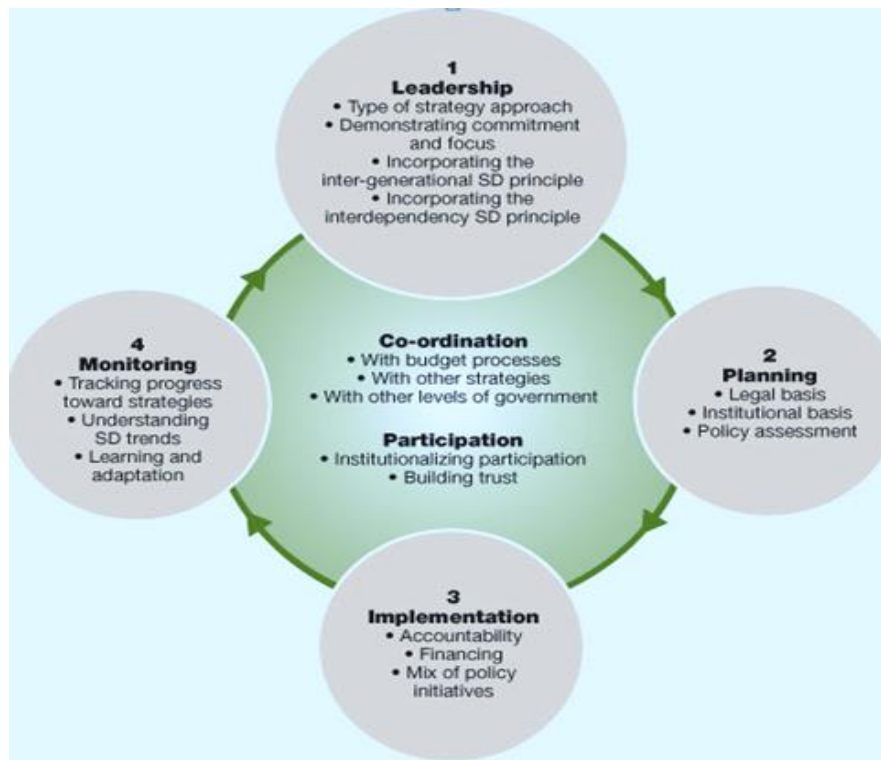 1
Leadership
• Type of strategy approach
• Demonstrating commitment
and focus
• Incorporating the
inter-generational SD principle
• Incorporating the
interdependency SD principle
2
Planning
• Legal basis
• Institutional basis
• Policy assessment
3
Implementation
• Accountability
• Financing
• Mix of policy
initiatives
4
Monitoring
• Tracking progress
toward strategies
• Understanding
SD trends
• Learning and
adaptation
Co-ordination
• With budget processes
• With other strategies
• With other levels of government
Participation
• Institutionalizing participation
• Building trust